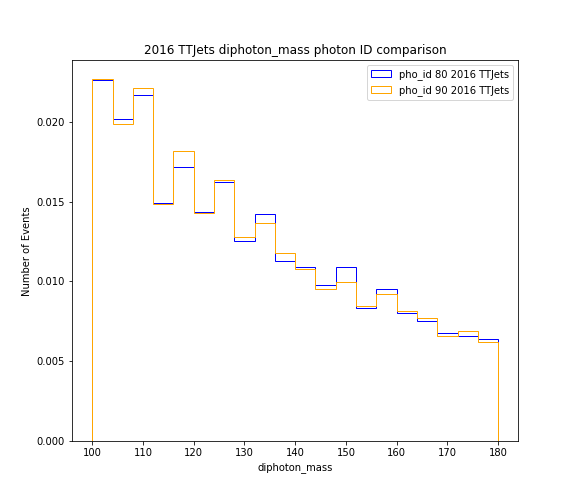 2016 TTJets diphoton_mass photon ID comparison
pho_id 80 2016 TTJets
pho_id 90 2016 TTJets
Number of Events
0.020
0.015
0.010
0.005
0.000
100 110 120 130 140 150 160 170 180
diphoton_mass